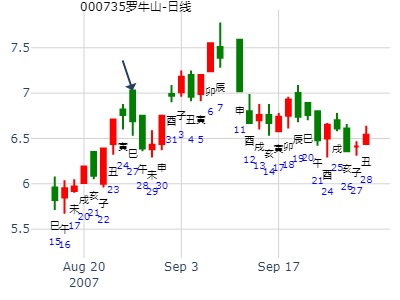 000735罗牛山-日线
7.5
7
6.5
6
5.5
巳
15
午
16
未
17
戌
20
亥
21
子
22
丑
23
寅
24
巳
27
午
28
未
29
申
30
酉
31
子
3
丑
4
寅
5
卯
6
辰
7
申
11
酉
12
戌
13
亥
14
寅
17
卯
18
辰
19
巳
20
午
21
酉
24
戌
25
亥
26
子
27
丑
28
Aug 20
2007
Sep 3
Sep 17